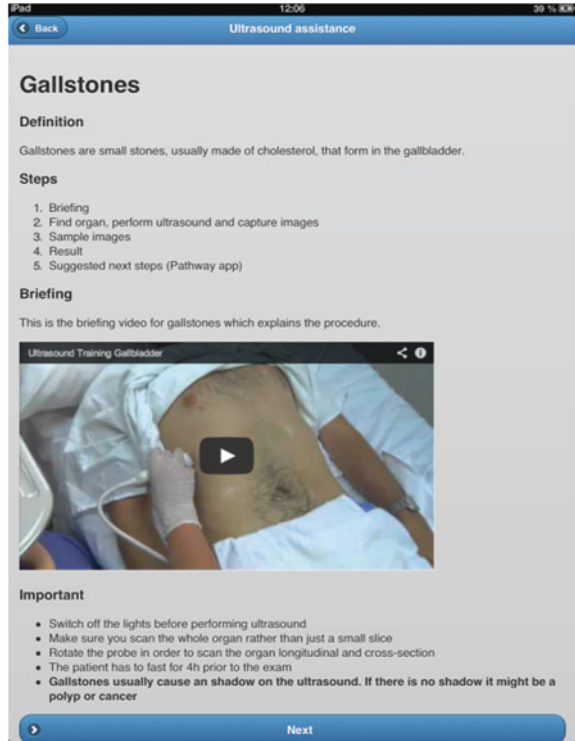 iPad
12:06
39 %
Back
Ultrasound assistance
Gallstones
Definition
Gallstones are small stones, usually made of cholesterol, that form in the gallbladder.
Steps
1. Briefing
2. Find organ, perform ultrasound and capture images
3. Sample images
4. Result
5. Suggested next steps (Pathway app)
Briefing
This is the briefing video for gallstones which explains the procedure.
Ultrasound Training Gallbladder
Important
• Switch off the lights before performing ultrasound
• Make sure you scan the whole organ rather than just a small slice
• Rotate the probe in order to scan the organ longitudinal and cross-section
• The patient has to fast for 4h prior to the exam
• Gallstones usually cause an shadow on the ultrasound. If there is no shadow it might be a
polyp or cancer
Next